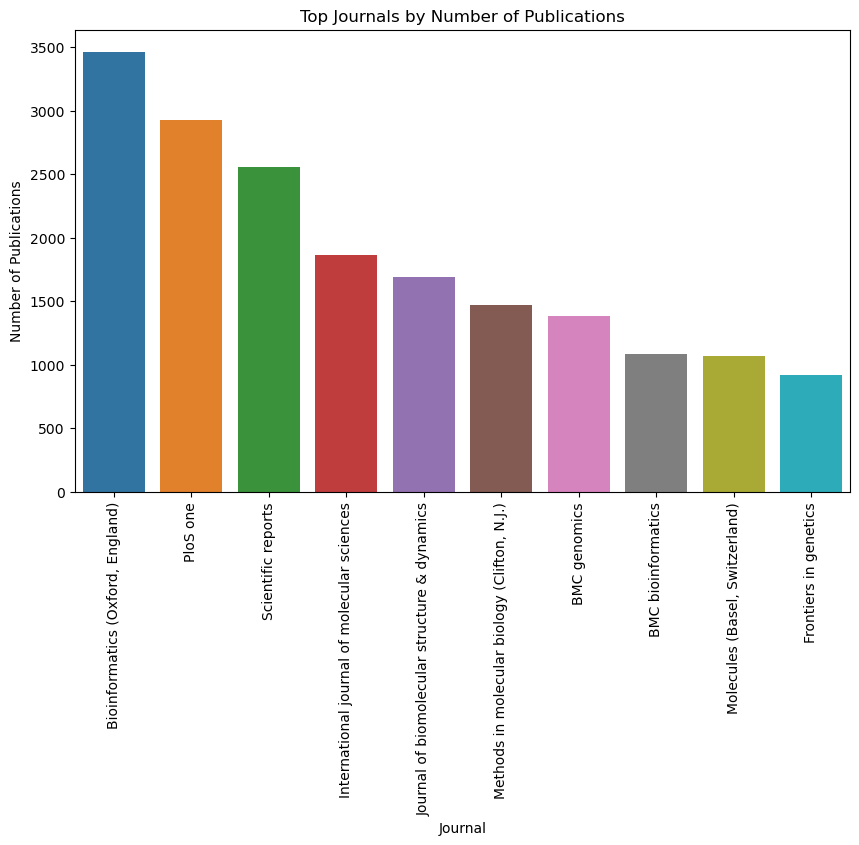 Top Journals by Number of Publications
Number of Publications
3500
3000
2500
2000
1500
1000
500
0
Bioinformatics (Oxford, England)
PloS one
Scientific reports
International journal of molecular sciences
Journal of biomolecular structure & dynamics
Methods in molecular biology (Clifton, N.J.)
BMC genomics
BMC bioinformatics
Molecules (Basel, Switzerland)
Frontiers in genetics
Journal